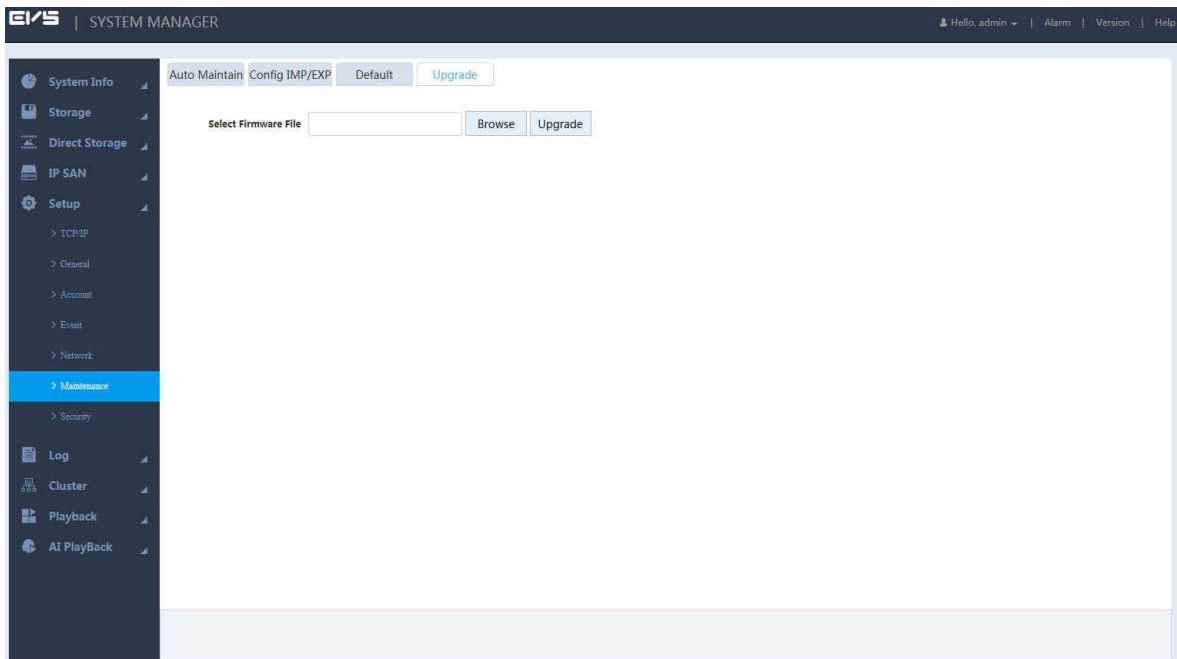 EVS | SYSTEM MANAGER
Hello, admin | Alarm | Version | Help
System Info
Storage
Direct Storage
IP SAN
Setup
> TCP/IP
> General
> Account
> Event
> Network
> Maintenance
> Security
Log
Cluster
Playback
AI PlayBack
Auto Maintain Config IMP/EXP Default Upgrade
Select Firmware File Browse Upgrade